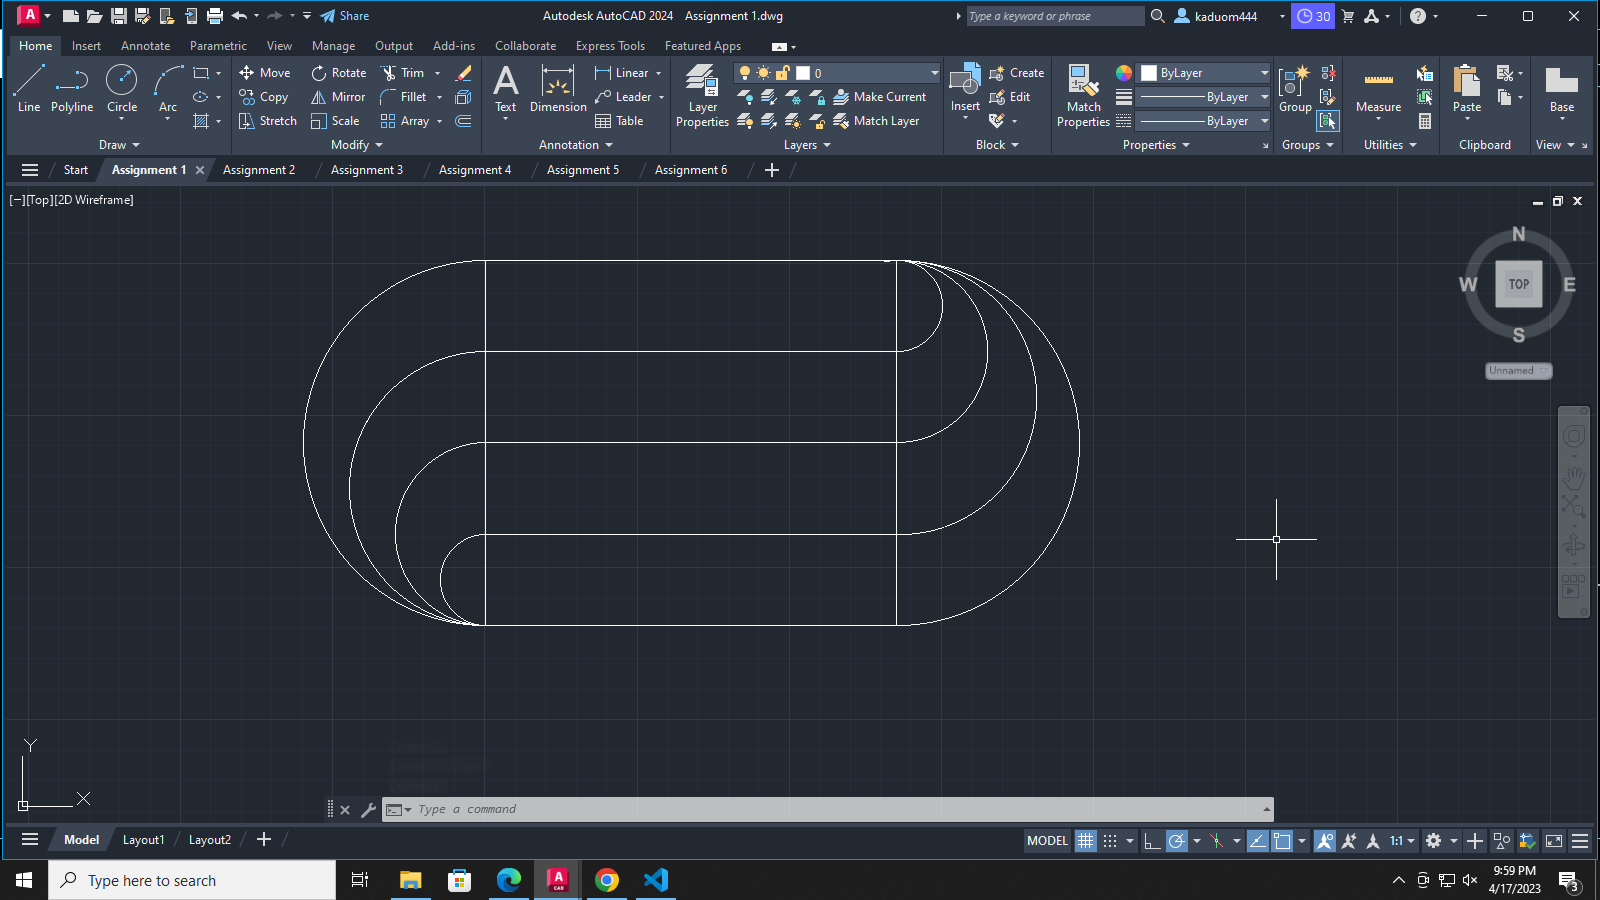 A Share Autodesk AutoCAD 2024 Assignment 1.dwg Type a keyword or phrase kaduom444 30 ?
Home Insert Annotate Parametric View Manage Output Add-ins Collaborate Express Tools Featured Apps
Move Rotate Trim Linear 0 Create ByLayer
Line Polyline Circle Arc Copy Mirror Fillet Text Dimension Leader Layer Properties Make Current Insert Edit Match Properties ByLayer Group Measure Paste Base
Stretch Scale Array Table Match Layer ByLayer
Draw Modify Annotation Layers Block Properties Groups Utilities Clipboard View
Start Assignment 1 Assignment 2 Assignment 3 Assignment 4 Assignment 5 Assignment 6
[−][Top][2D Wireframe]
N
W TOP E
S
Unnamed
Y
X
Type a command
Model Layout1 Layout2 MODEL 1:1
Type here to search A CAD 9:59 PM
4/17/2023 3